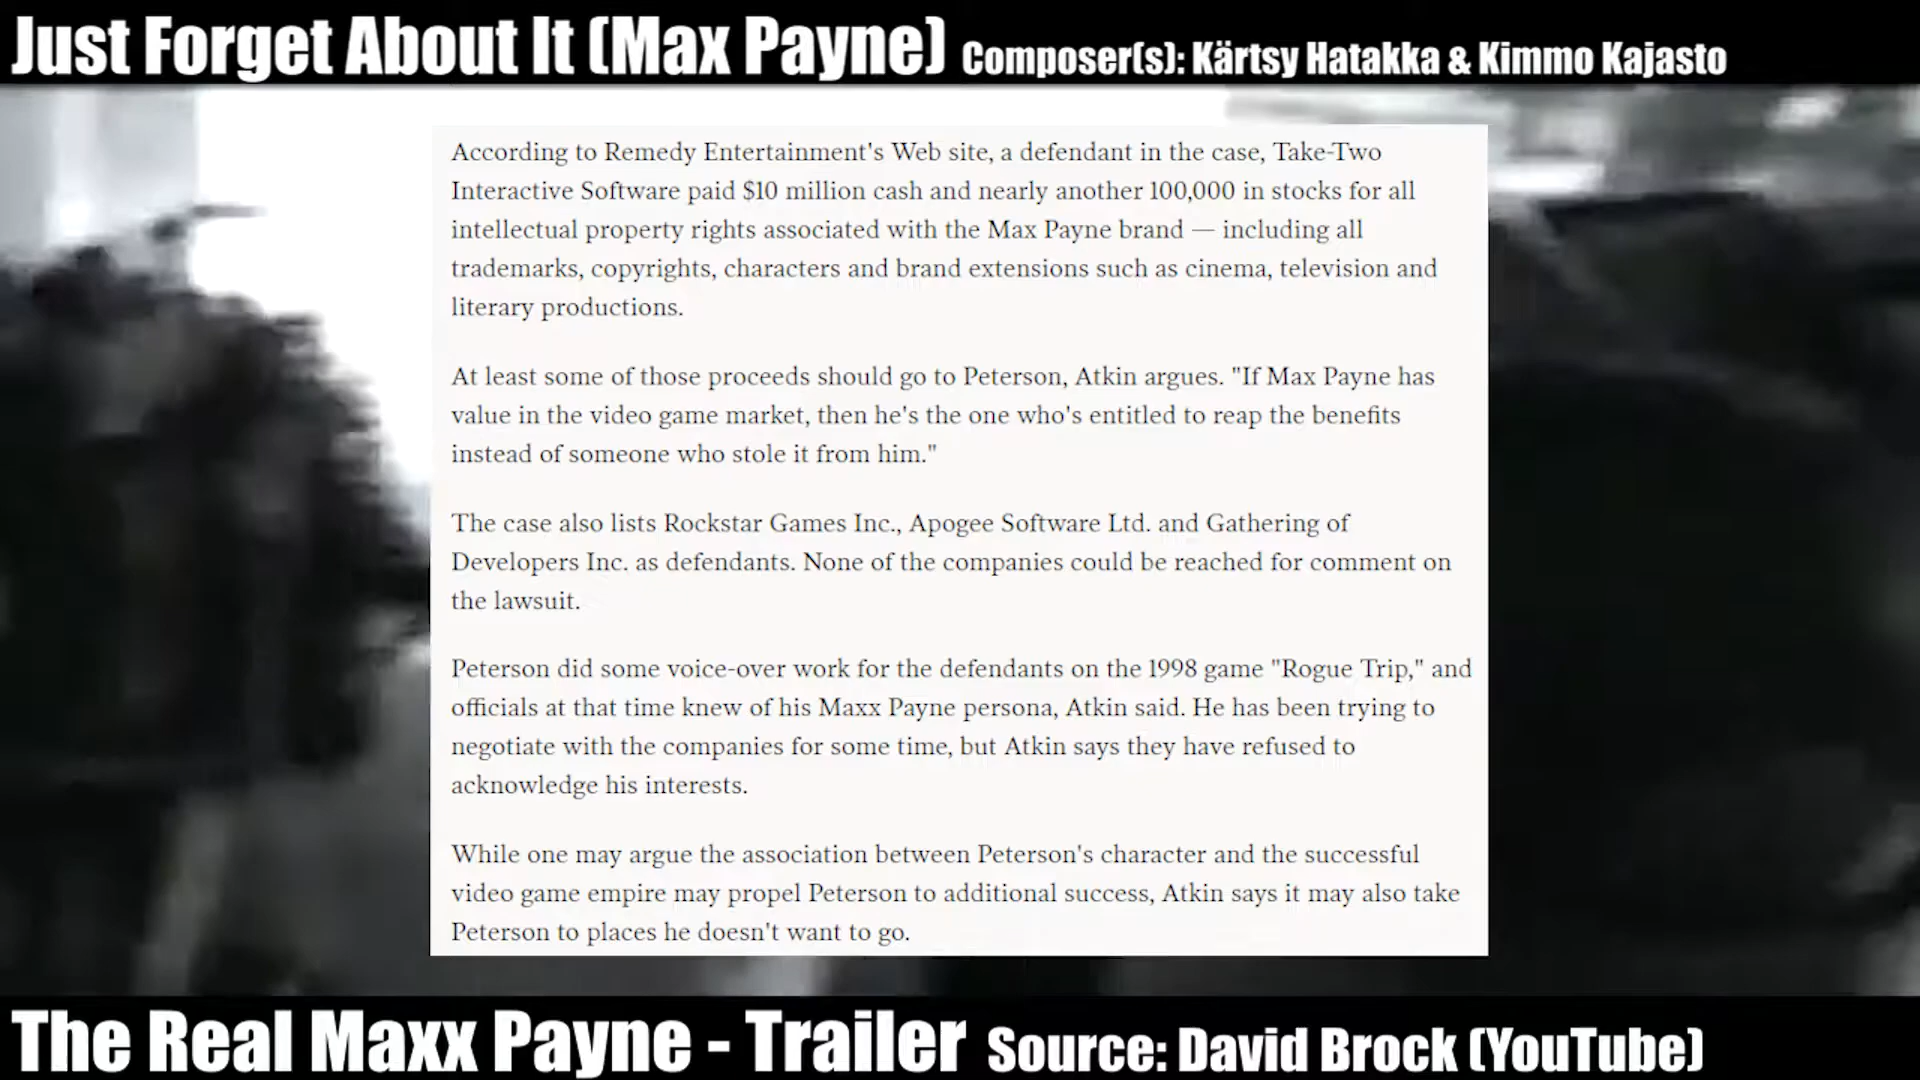 Just Forget About It (Max Payne) Composer(s): Kärtsy Hatakka & Kimmo Kajasto
According to Remedy Entertainment's Web site, a defendant in the case, Take-Two
Interactive Software paid $10 million cash and nearly another 100,000 in stocks for all
intellectual property rights associated with the Max Payne brand — including all
trademarks, copyrights, characters and brand extensions such as cinema, television and
literary productions.
At least some of those proceeds should go to Peterson, Atkin argues. "If Max Payne has
value in the video game market, then he's the one who's entitled to reap the benefits
instead of someone who stole it from him."
The case also lists Rockstar Games Inc., Apogee Software Ltd. and Gathering of
Developers Inc. as defendants. None of the companies could be reached for comment on
the lawsuit.
Peterson did some voice-over work for the defendants on the 1998 game "Rogue Trip," and
officials at that time knew of his Maxx Payne persona, Atkin said. He has been trying to
negotiate with the companies for some time, but Atkin says they have refused to
acknowledge his interests.
While one may argue the association between Peterson's character and the successful
video game empire may propel Peterson to additional success, Atkin says it may also take
Peterson to places he doesn't want to go.
The Real Maxx Payne - Trailer Source: David Brock (YouTube)